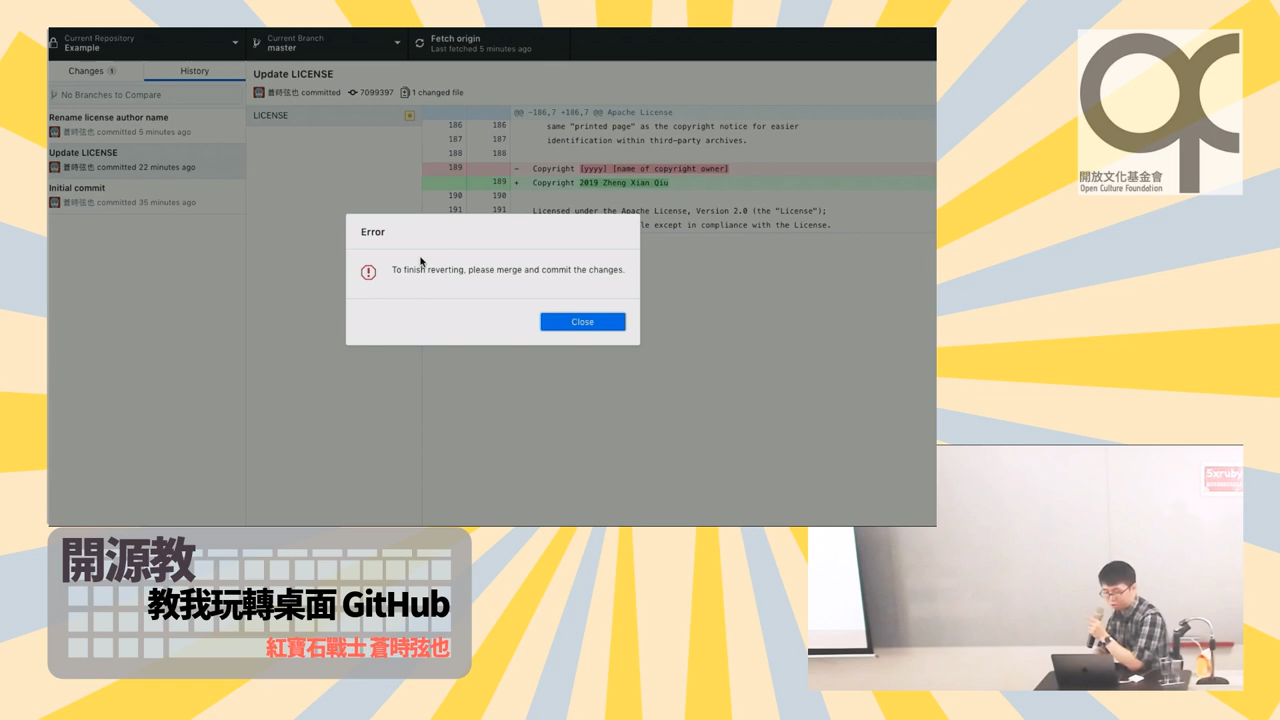 Current Repository
Example
Current Branch
master
Fetch origin
Last fetched 5 minutes ago
Changes 1
History
No Branches to Compare
Rename license author name
蒼時弦也 committed 5 minutes ago
Update LICENSE
蒼時弦也 committed 22 minutes ago
Initial commit
蒼時弦也 committed 35 minutes ago
Update LICENSE
蒼時弦也 committed 7099397 1 changed file
LICENSE
@@ -186,7 +186,7 @@ Apache License
186 186 same "printed page" as the copyright notice for easier
187 187 identification within third-party archives.
188 188
189 - Copyright [yyyy] [name of copyright owner]
189 + Copyright 2019 Zheng Xian Qiu
190 190
191 191 Licensed under the Apache License, Version 2.0 (the "License");
le except in compliance with the License.
Error
To finish reverting, please merge and commit the changes.
Close
開放文化基金會
Open Culture Foundation
5xruby
開源教
教我玩轉桌面 GitHub
紅寶石戰士 蒼時弦也